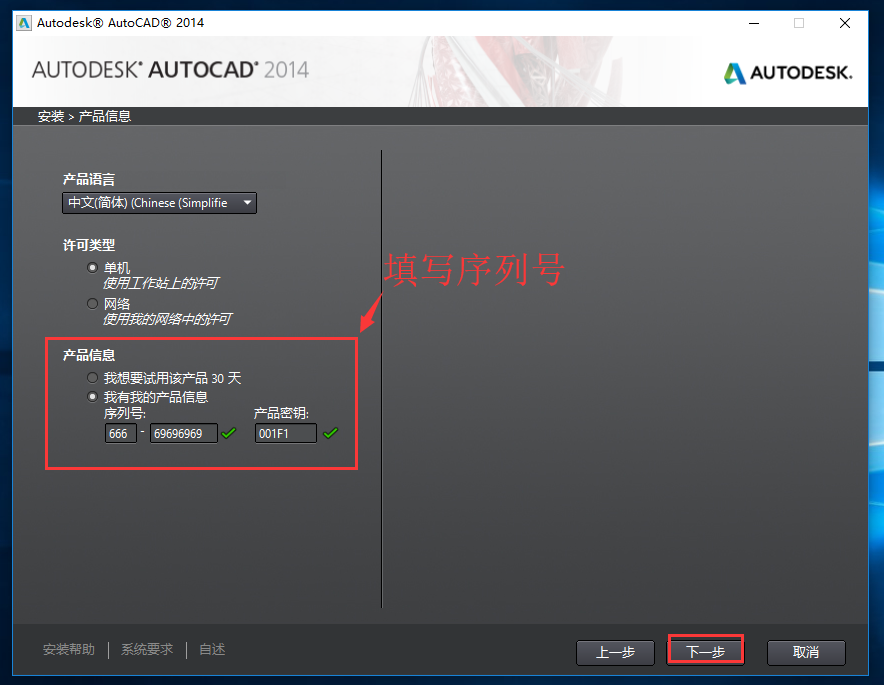 Autodesk® AutoCAD® 2014
AUTODESK® AUTOCAD® 2014
AUTODESK.
安装 > 产品信息
产品语言
中文(简体) (Chinese (Simplifie
许可类型
单机
使用工作站上的许可
网络
使用我的网络中的许可
填写序列号
产品信息
我想要试用该产品 30 天
我有我的产品信息
序列号: 产品密钥:
666 - 69696969 001F1
安装帮助 系统要求 自述
上一步 下一步 取消